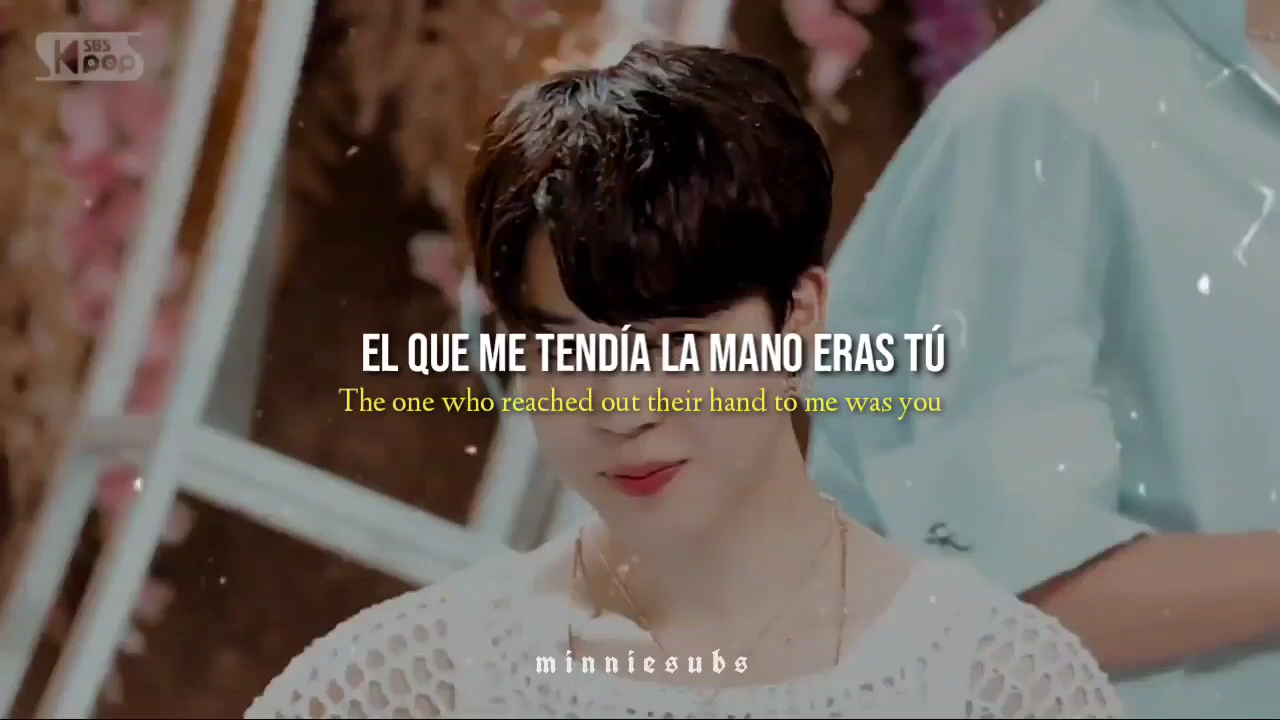 SBS
Kpop
EL QUE ME TENDÍA LA MANO ERAS TÚ
The one who reached out their hand to me was you
minniesubs